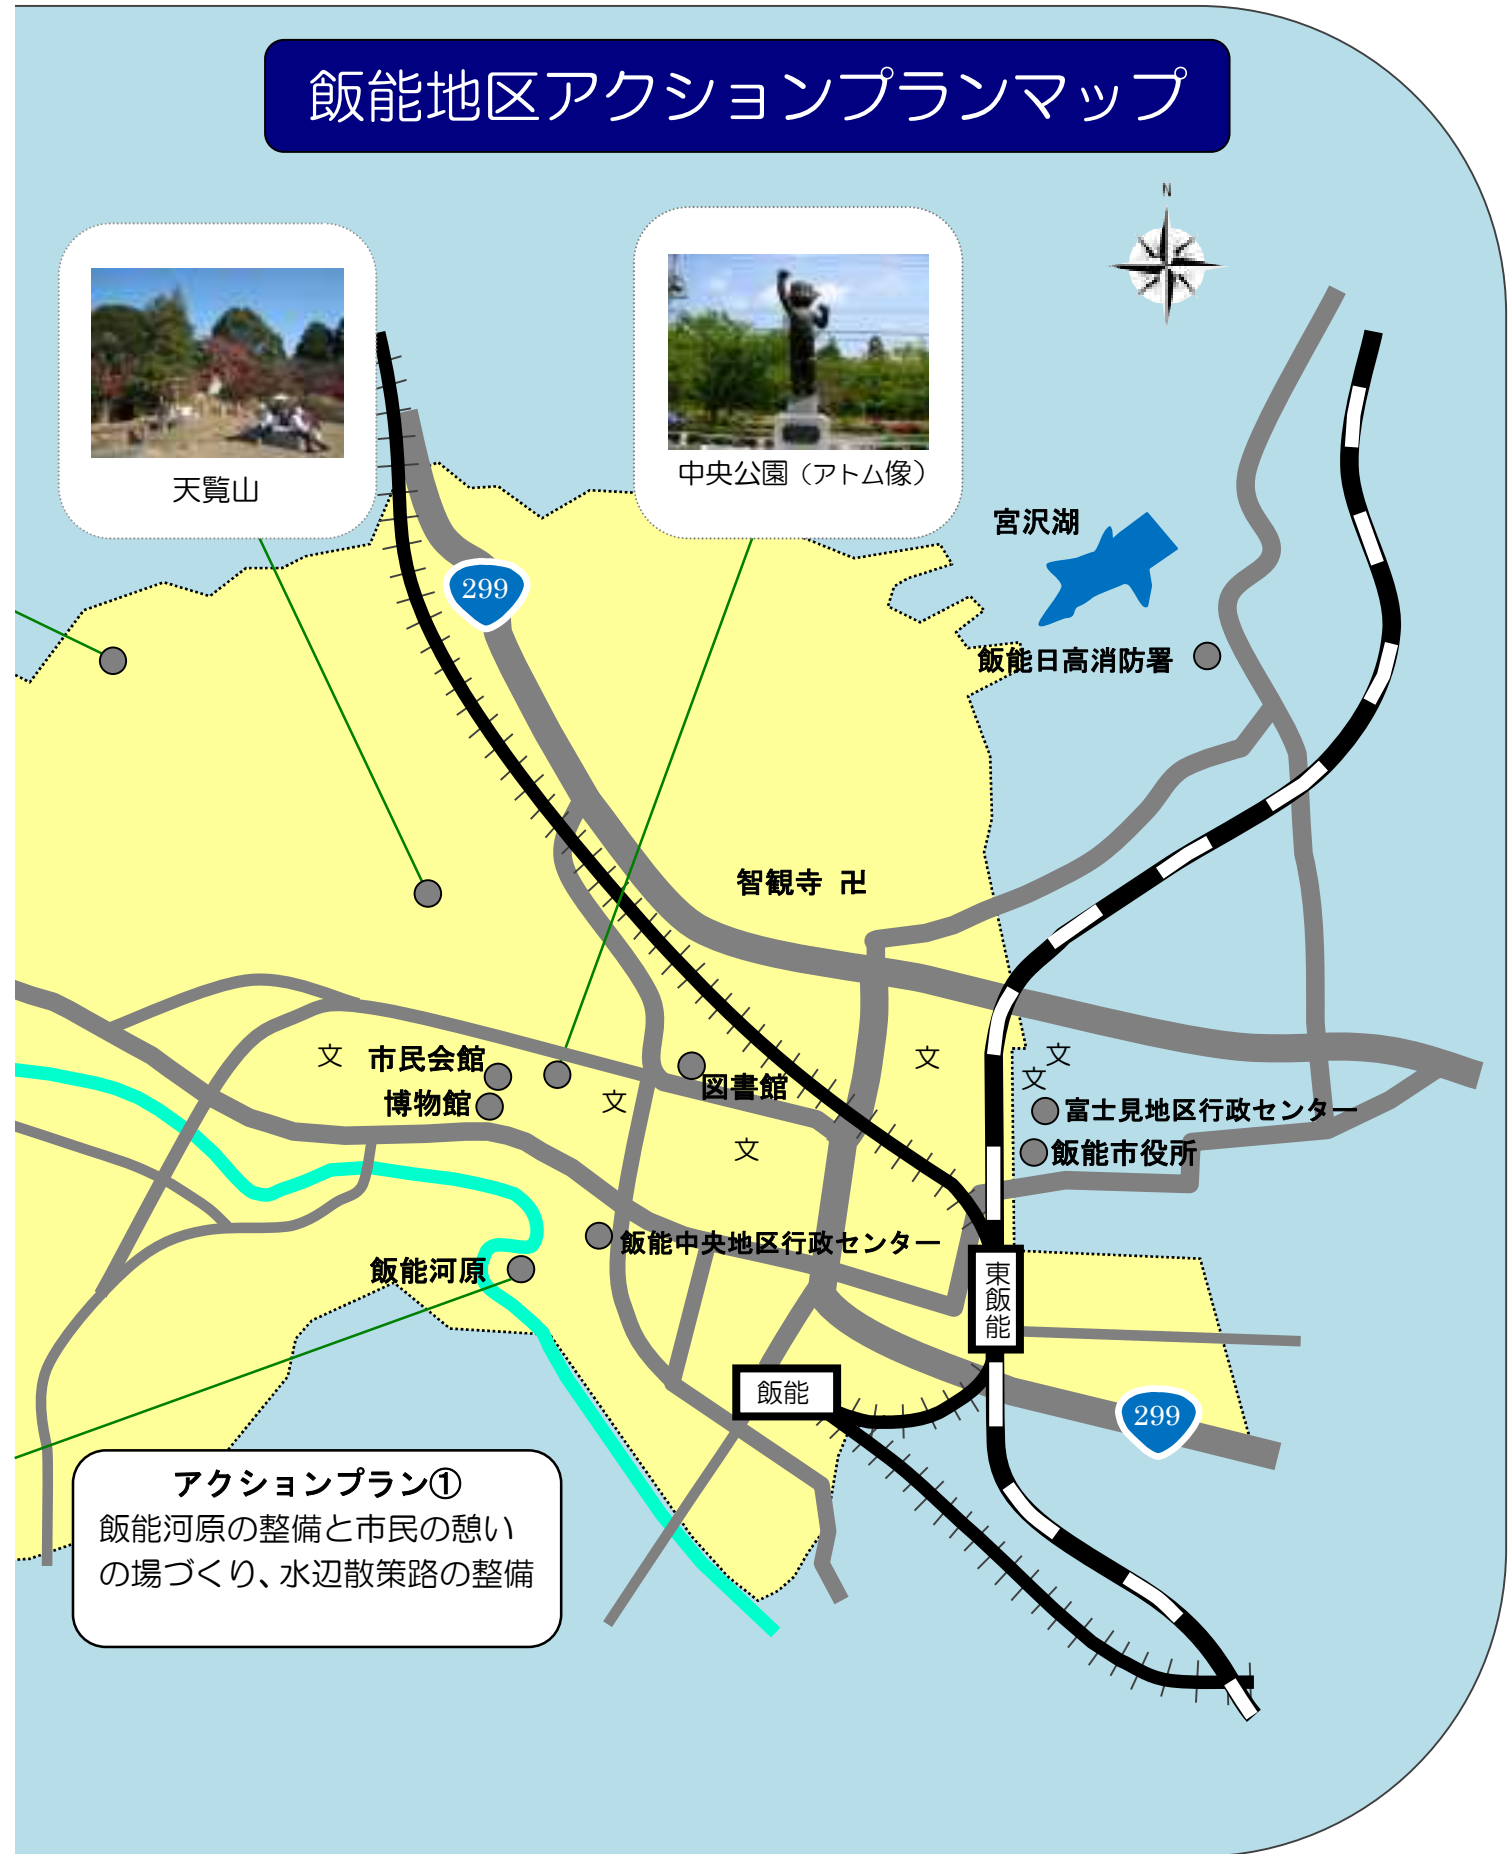 飯能地区アクションプランマップ
N
天覧山
中央公園（アトム像）
宮沢湖
299
飯能日高消防署
智観寺 卍
文
市民会館
文
文
文
図書館
博物館
文
富士見地区行政センター
文
飯能市役所
飯能中央地区行政センター
飯能河原
東飯能
飯能
299
アクションプラン①
飯能河原の整備と市民の憩い
の場づくり、水辺散策路の整備